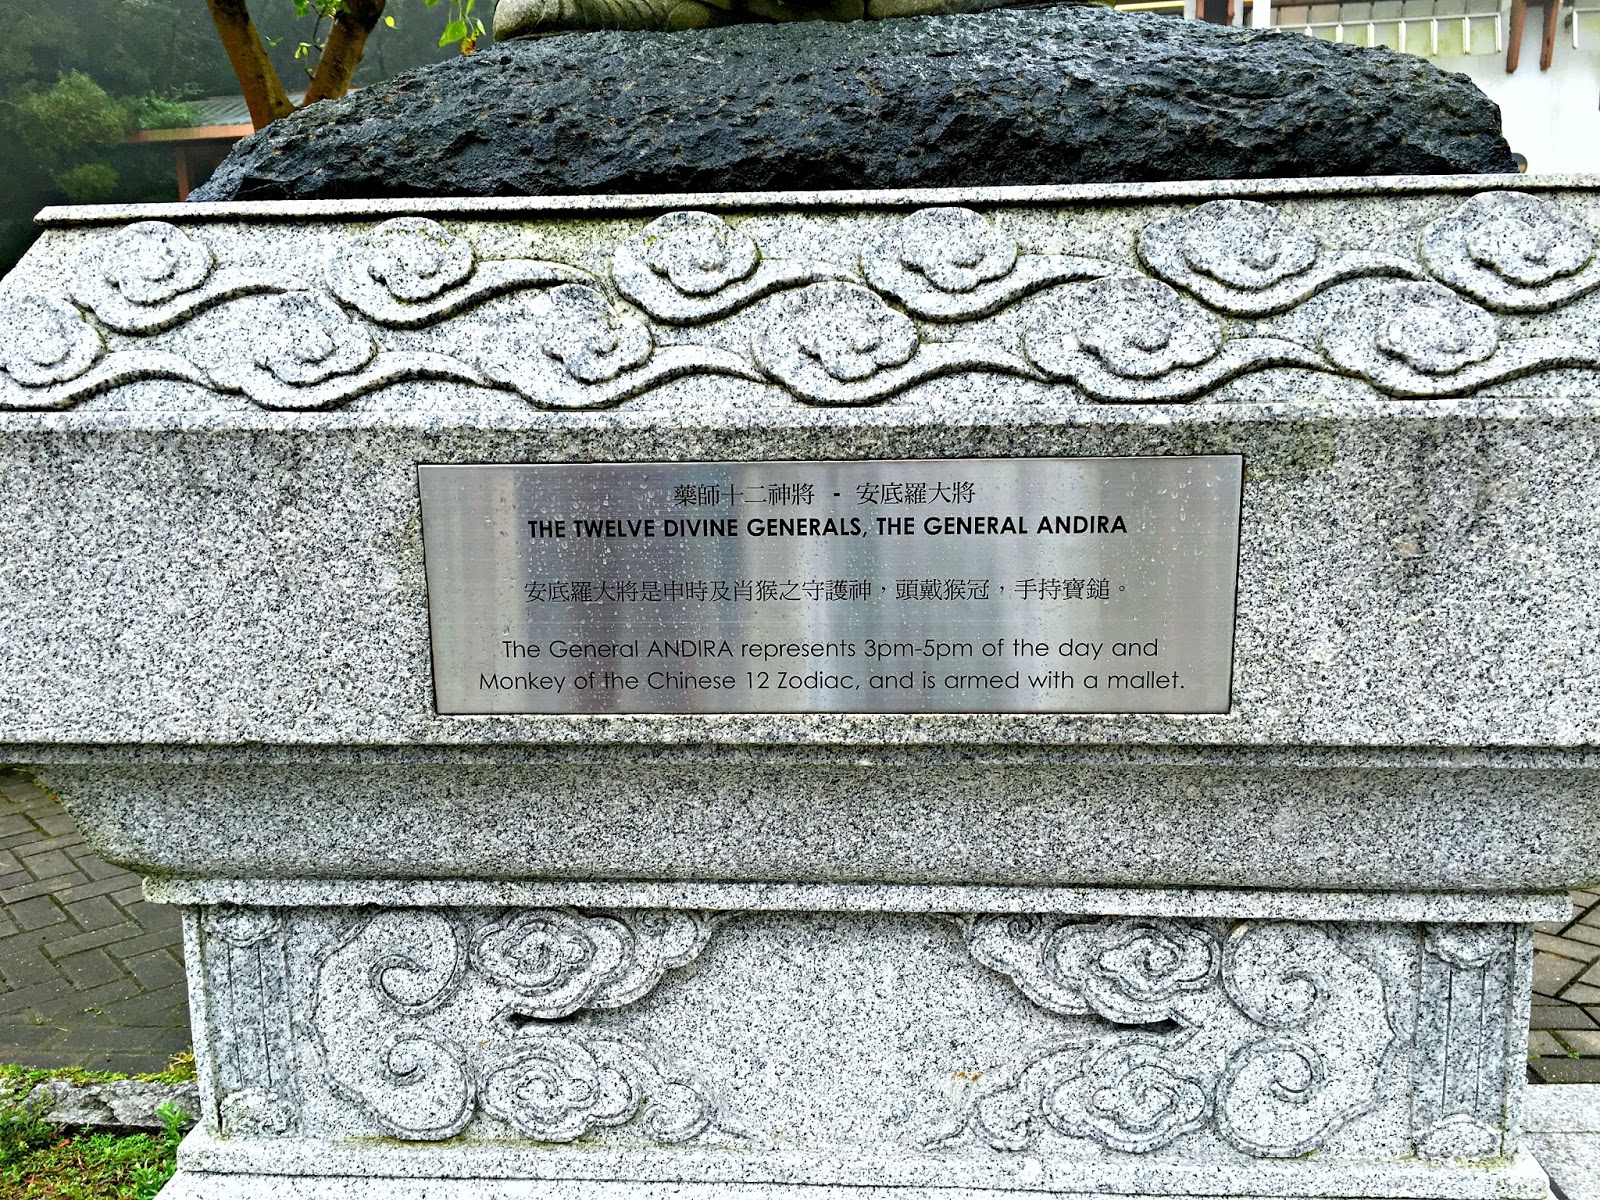 藥師十二神將 - 安底羅大將
THE TWELVE DIVINE GENERALS, THE GENERAL ANDIRA
安底羅大將是申時及肖猴之守護神，頭戴猴冠，手持寶鎚。
The General ANDIRA represents 3pm-5pm of the day and
Monkey of the Chinese 12 Zodiac, and is armed with a mallet.